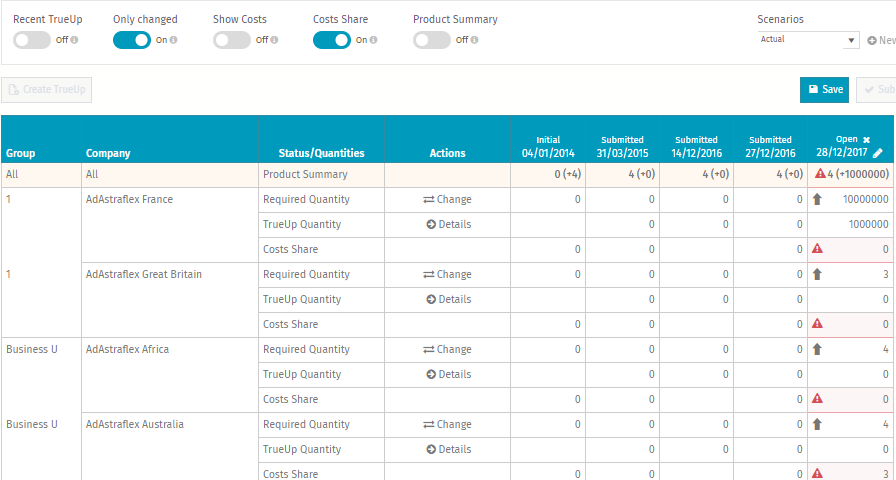 Recent TrueUp Only changed Show Costs Costs Share Product Summary Scenarios
Off On Off On Off Actual New
Create TrueUp Save Sub
Initial Submitted Submitted Submitted Open
Group Company Status/Quantities Actions 04/01/2014 31/03/2015 14/12/2016 27/12/2016 28/12/2017
All All Product Summary 0 (+4) 4 (+0) 4 (+0) 4 (+0) 4 (+1000000)
1 AdAstraflex France Required Quantity Change 0 0 0 0 10000000
TrueUp Quantity Details 0 0 0 1000000
Costs Share 0 0 0 0
1 AdAstraflex Great Britain Required Quantity Change 0 0 0 0 3
TrueUp Quantity Details 0 0 0 0
Costs Share 0 0 0 0
Business U AdAstraflex Africa Required Quantity Change 0 0 0 0 4
TrueUp Quantity Details 0 0 0 0
Costs Share 0 0 0 0
Business U AdAstraflex Australia Required Quantity Change 0 0 0 0 4
TrueUp Quantity Details 0 0 0 0
Costs Share 0 0 0 3